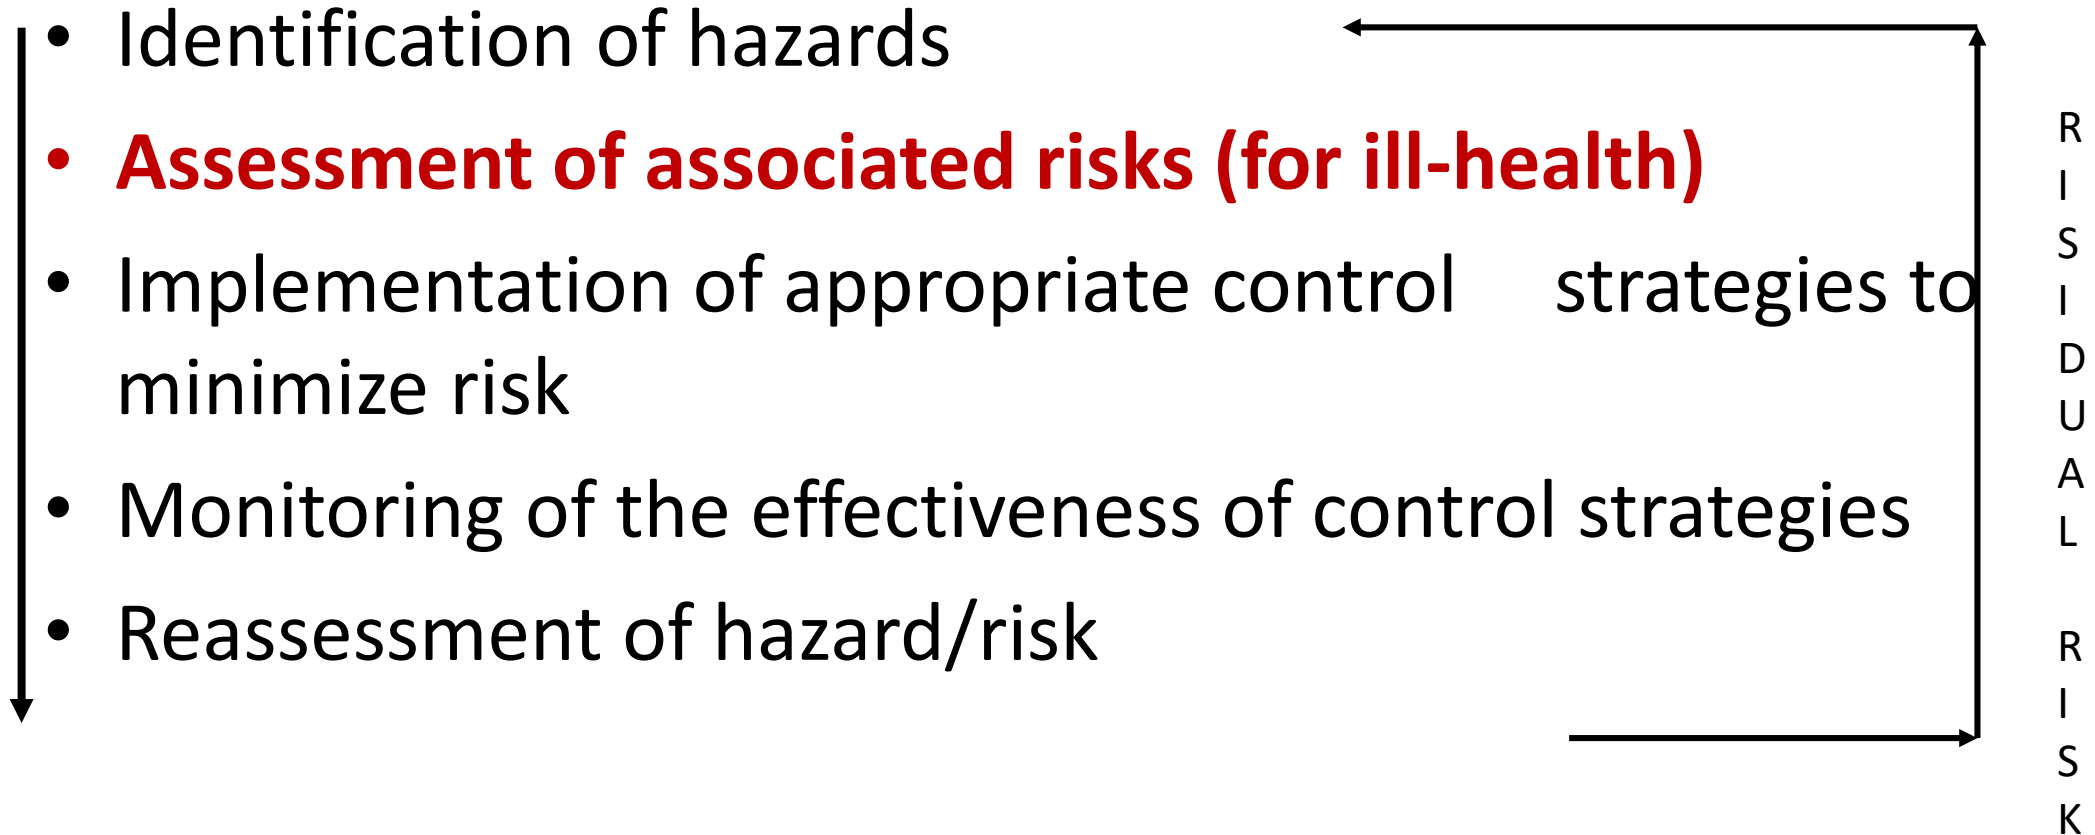 • Identification of hazards
• Assessment of associated risks (for ill-health)
• Implementation of appropriate control strategies to
minimize risk
• Monitoring of the effectiveness of control strategies
• Reassessment of hazard/risk
R
I
S
I
D
U
A
L
R
I
S
K